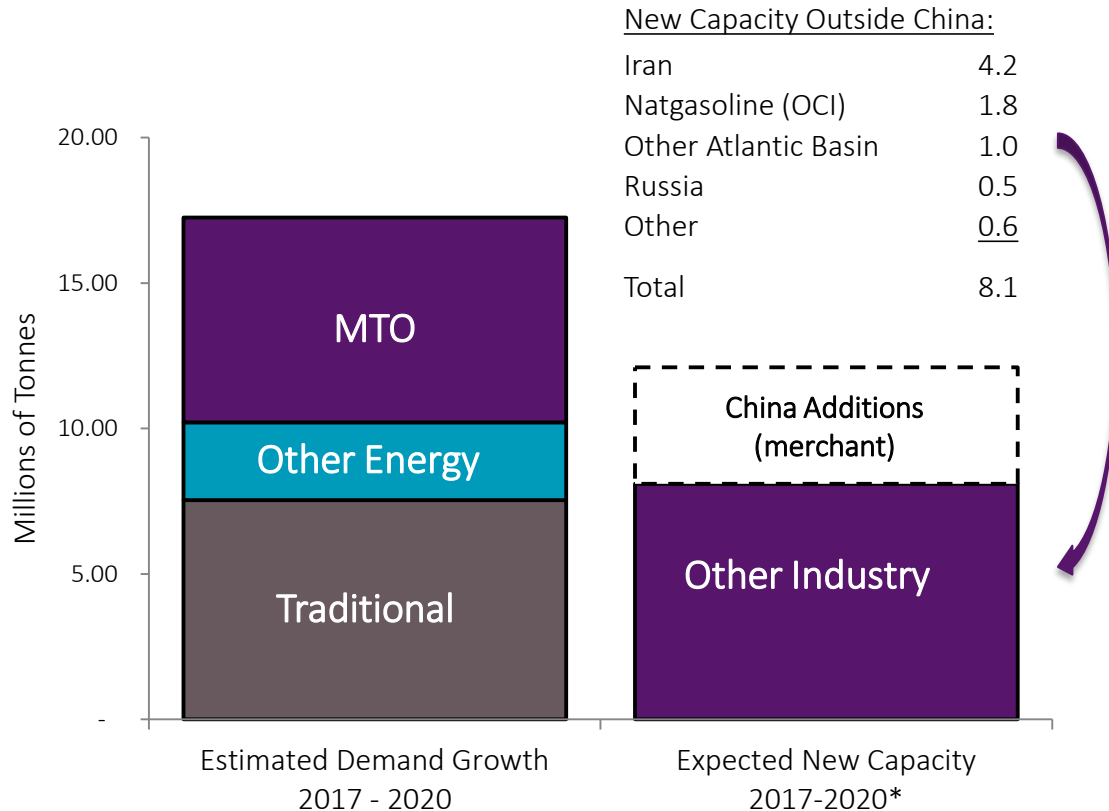 New Capacity Outside China:
Iran 4.2
Natgasoline (OCI) 1.8
Other Atlantic Basin 1.0
Russia 0.5
Other 0.6
Total 8.1
Millions of Tonnes
20.00
15.00
10.00
5.00
-
MTO
Other Energy
Traditional
China Additions
(merchant)
Other Industry
Estimated Demand Growth
2017 - 2020
Expected New Capacity
2017-2020*